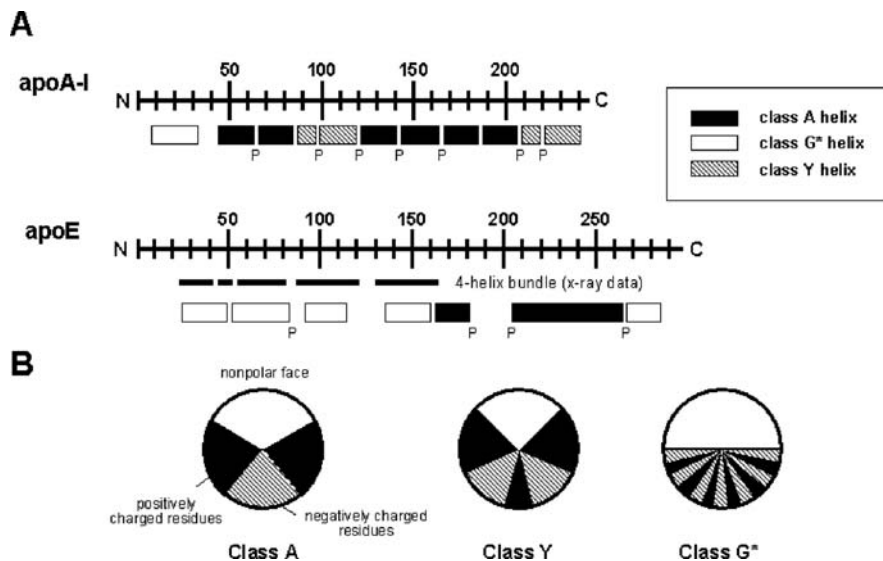 A
apoA-I
50 100 150 200
N C
P P P P P P P
class A helix
class G* helix
class Y helix
apoE
50 100 150 200 250
N C
4-helix bundle (x-ray data)
P P P P
B
nonpolar face
positively
charged residues
negatively charged
residues
Class A
Class Y
Class G*